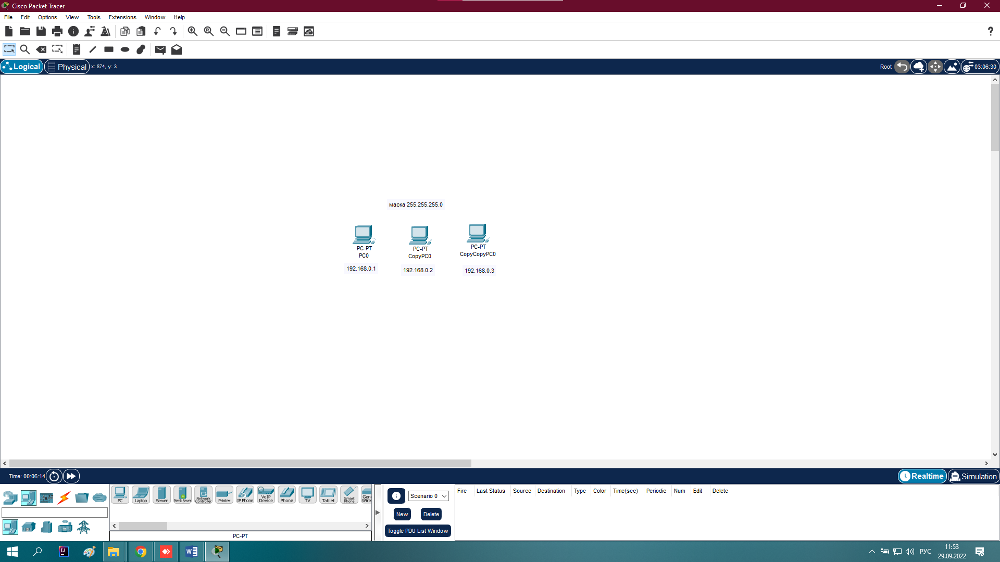 Cisco Packet Tracer
File Edit Options View Tools Extensions Window Help
Logical Physical x: 874, y: 3 Root 03:06:30
маска 255.255.255.0
PC-PT
PC0
192.168.0.1
PC-PT
CopyPC0
192.168.0.2
PC-PT
CopyCopyPC0
192.168.0.3
Time: 00:06:14 Realtime Simulation
PC Laptop Server Meraki Server Network Controller Printer IP Phone VoIP Device Phone TV Tablet Smart Phone
PC-PT
Scenario 0
New Delete
Toggle PDU List Window
Fire Last Status Source Destination Type Color Time(sec) Periodic Num Edit Delete
РУС
11:53
29.09.2022